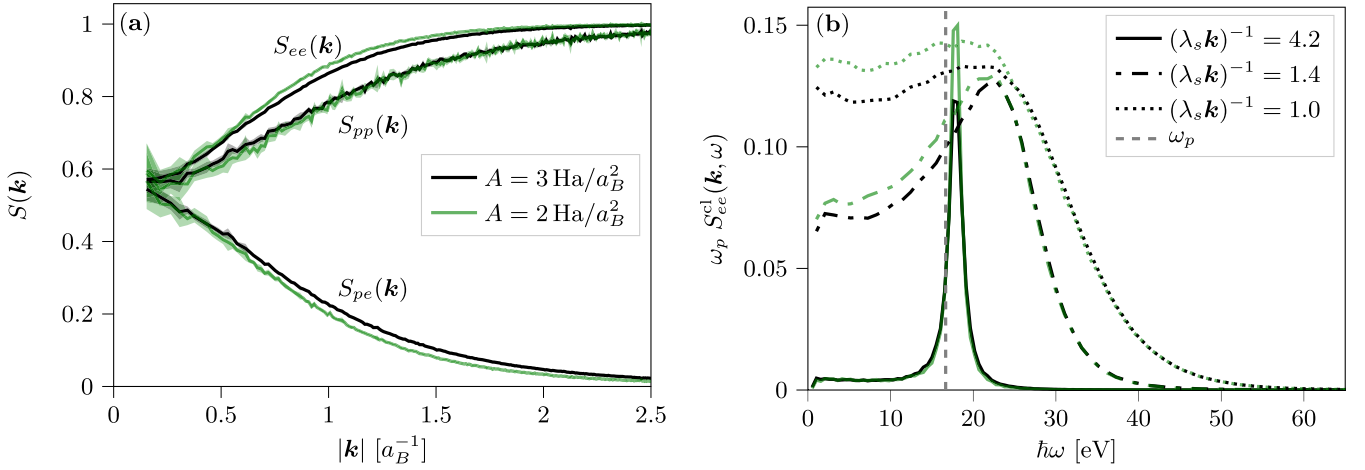 (a)
S_ee(k)
S_pp(k)
S_pe(k)
A = 3 Ha/a_B^2
A = 2 Ha/a_B^2
S(k)
1
0.8
0.6
0.4
0.2
0
0
0.5
1
1.5
2
2.5
|k| [a_B^{-1}]
(b)
(λ_s k)^{-1} = 4.2
(λ_s k)^{-1} = 1.4
(λ_s k)^{-1} = 1.0
ω_p
ω_p S_ee^cl(k, ω)
0.15
0.10
0.05
0
0
10
20
30
40
50
60
ħω [eV]